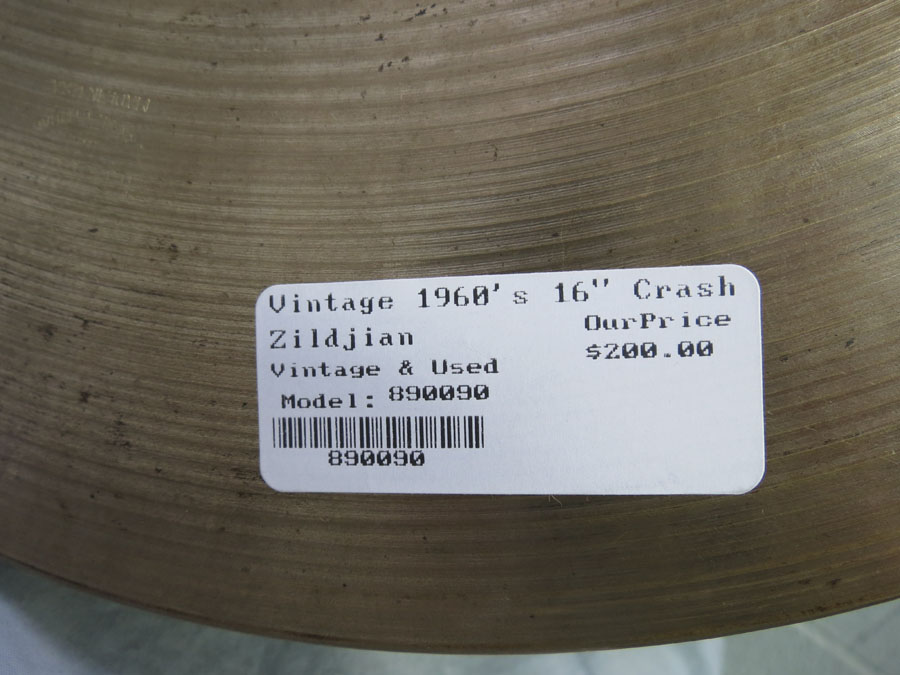 Vintage 1960's 16" Crash
Zildjian
OurPrice
$200.00
Vintage & Used
Model: 890090
890090